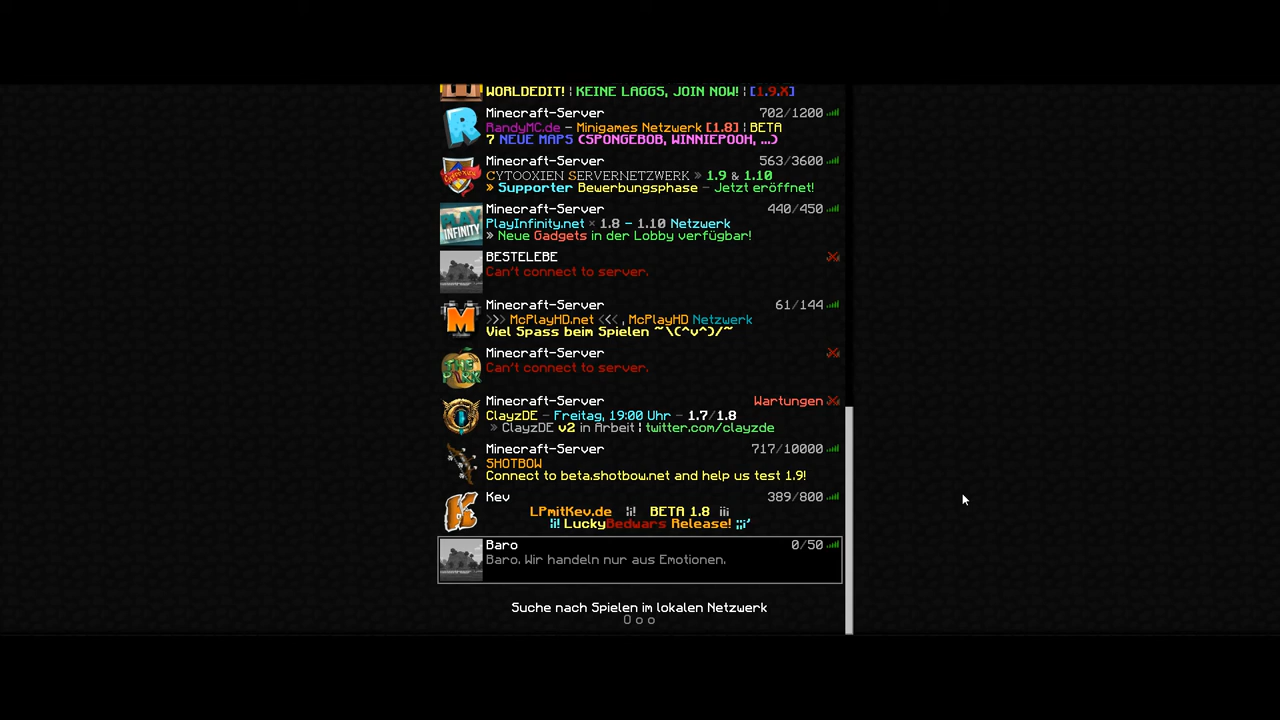 WORLDEDIT! ¦ KEINE LAGGS, JOIN NOW! ¦ [1.9.X]
Minecraft-Server 702/1200
RandyMC.de - Minigames Netzwerk [1.8] ¦ BETA
7 NEUE MAPS (SPONGEBOB, WINNIEPOOH, ...)
Minecraft-Server 563/3600
CYTOOXIEN SERVERNETZWERK » 1.9 & 1.10
» Supporter Bewerbungsphase - Jetzt eröffnet!
Minecraft-Server 440/450
PLAY
INFINITY
PlayInfinity.net × 1.8 - 1.10 Netzwerk
» Neue Gadgets in der Lobby verfügbar!
BESTELEBE
Can't connect to server.
Minecraft-Server 61/144
M
>>> McPlayHD.net <<< , McPlayHD Netzwerk
Viel Spass beim Spielen ~\(^v^)/~
Minecraft-Server
Can't connect to server.
Minecraft-Server Wartungen
ClayzDE - Freitag, 19:00 Uhr - 1.7/1.8
» ClayzDE v2 in Arbeit ¦ twitter.com/clayzde
Minecraft-Server 717/10000
SHOTBOW
Connect to beta.shotbow.net and help us test 1.9!
Kev 389/800
K
LPmitKev.de ¦i! BETA 1.8 ¡¡¡
¦i! LuckyBedwars Release! ¦¡'
Baro 0/50
Baro. Wir handeln nur aus Emotionen.
Suche nach Spielen im lokalen Netzwerk
O o o